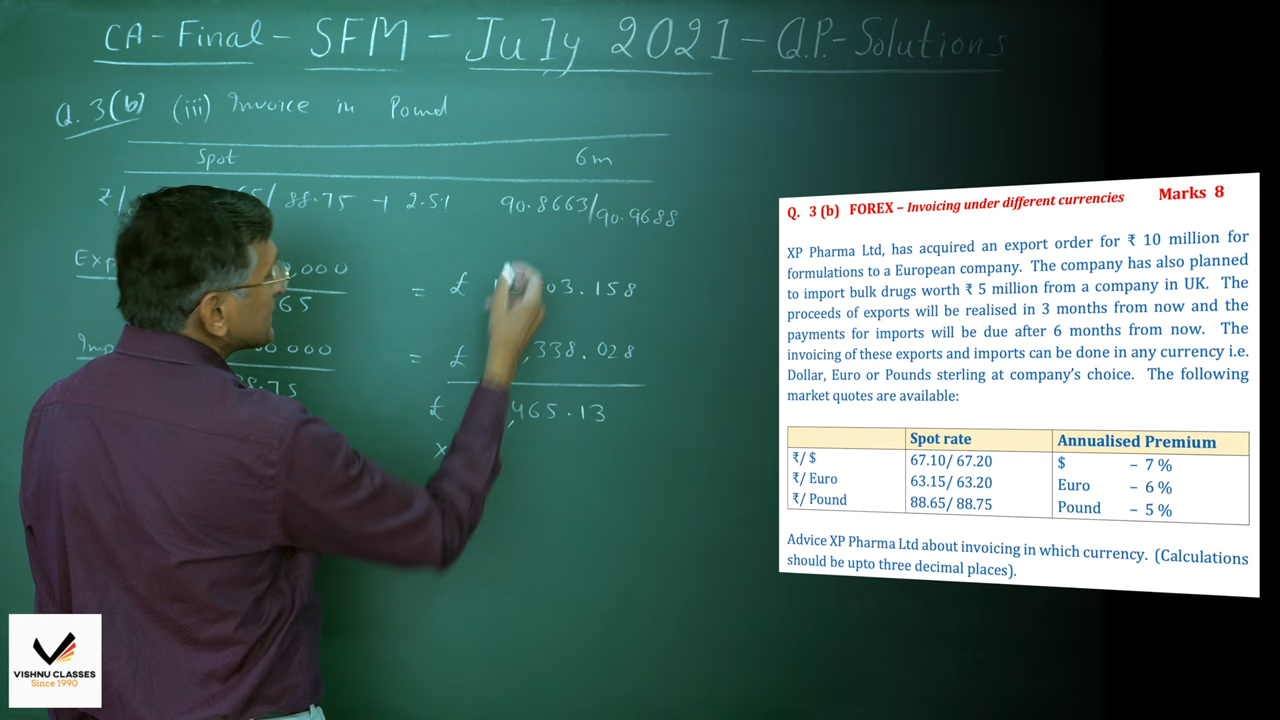 CA-Final - SFM - July 2021 - Q.P.-Solutions
Q. 3(b) (iii) Invoice in Pound
Spot 6m
₹/ 88.75 + 2.51 90.8663/90.9688
Exp 000
65 = £ 03.158
Imp 0000
8.75 = £ ,338.028
£ ,465.13
x
Q. 3 (b) FOREX – Invoicing under different currencies Marks 8
XP Pharma Ltd, has acquired an export order for ₹ 10 million for
formulations to a European company. The company has also planned
to import bulk drugs worth ₹ 5 million from a company in UK. The
proceeds of exports will be realised in 3 months from now and the
payments for imports will be due after 6 months from now. The
invoicing of these exports and imports can be done in any currency i.e.
Dollar, Euro or Pounds sterling at company's choice. The following
market quotes are available:
Spot rate Annualised Premium
₹/ $ 67.10/ 67.20 $ – 7 %
₹/ Euro 63.15/ 63.20 Euro – 6 %
₹/ Pound 88.65/ 88.75 Pound – 5 %
Advice XP Pharma Ltd about invoicing in which currency. (Calculations
should be upto three decimal places).
VISHNU CLASSES
Since 1990